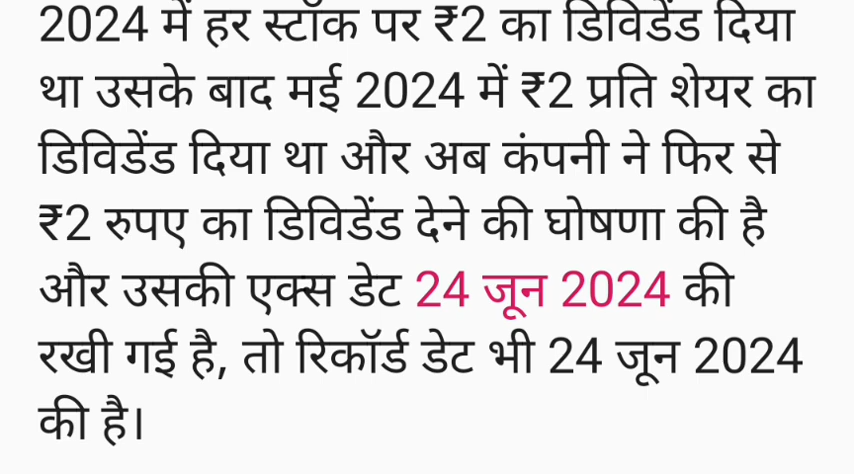 2024 में हर स्टॉक पर ₹2 का डिविडेंड दिया
था उसके बाद मई 2024 में ₹2 प्रति शेयर का
डिविडेंड दिया था और अब कंपनी ने फिर से
₹2 रुपए का डिविडेंड देने की घोषणा की है
और उसकी एक्स डेट 24 जून 2024 की
रखी गई है, तो रिकॉर्ड डेट भी 24 जून 2024
की है।